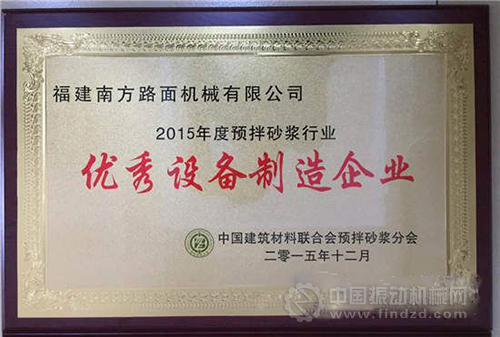 福建南方路面机械有限公司
2015年度预拌砂浆行业
优秀设备制造企业
中国建筑材料联合会预拌砂浆分会
二零一五年十二月
中国振动机械网
www.findzd.com